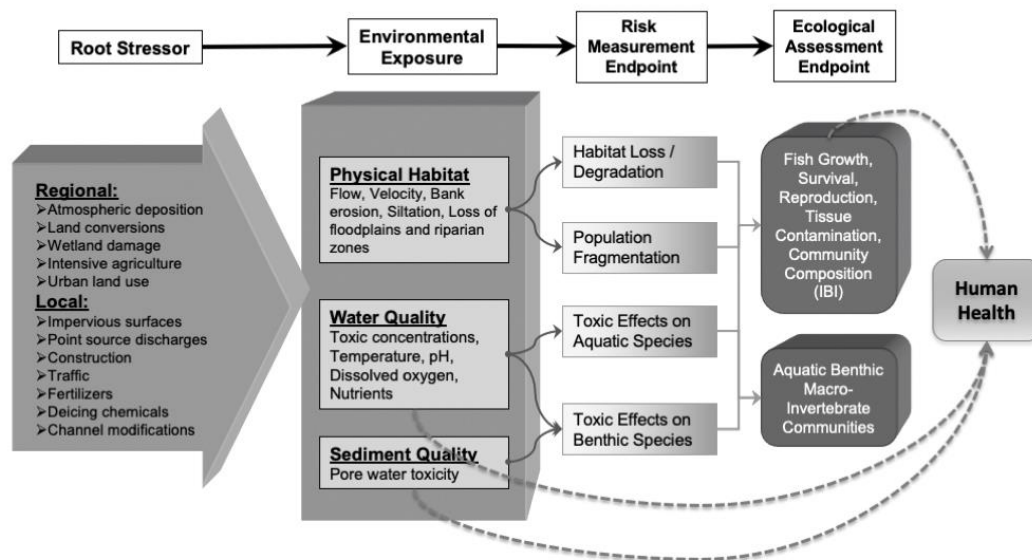 Root Stressor
Environmental
Exposure
Risk
Measurement
Endpoint
Ecological
Assessment
Endpoint
Regional:
➢Atmospheric deposition
➢Land conversions
➢Wetland damage
➢Intensive agriculture
➢Urban land use
Local:
➢Impervious surfaces
➢Point source discharges
➢Construction
➢Traffic
➢Fertilizers
➢Deicing chemicals
➢Channel modifications
Physical Habitat
Flow, Velocity, Bank
erosion, Siltation, Loss of
floodplains and riparian
zones
Water Quality
Toxic concentrations,
Temperature, pH,
Dissolved oxygen,
Nutrients
Sediment Quality
Pore water toxicity
Habitat Loss /
Degradation
Population
Fragmentation
Toxic Effects on
Aquatic Species
Toxic Effects on
Benthic Species
Fish Growth,
Survival,
Reproduction,
Tissue
Contamination,
Community
Composition
(IBI)
Aquatic Benthic
Macro-
Invertebrate
Communities
Human
Health